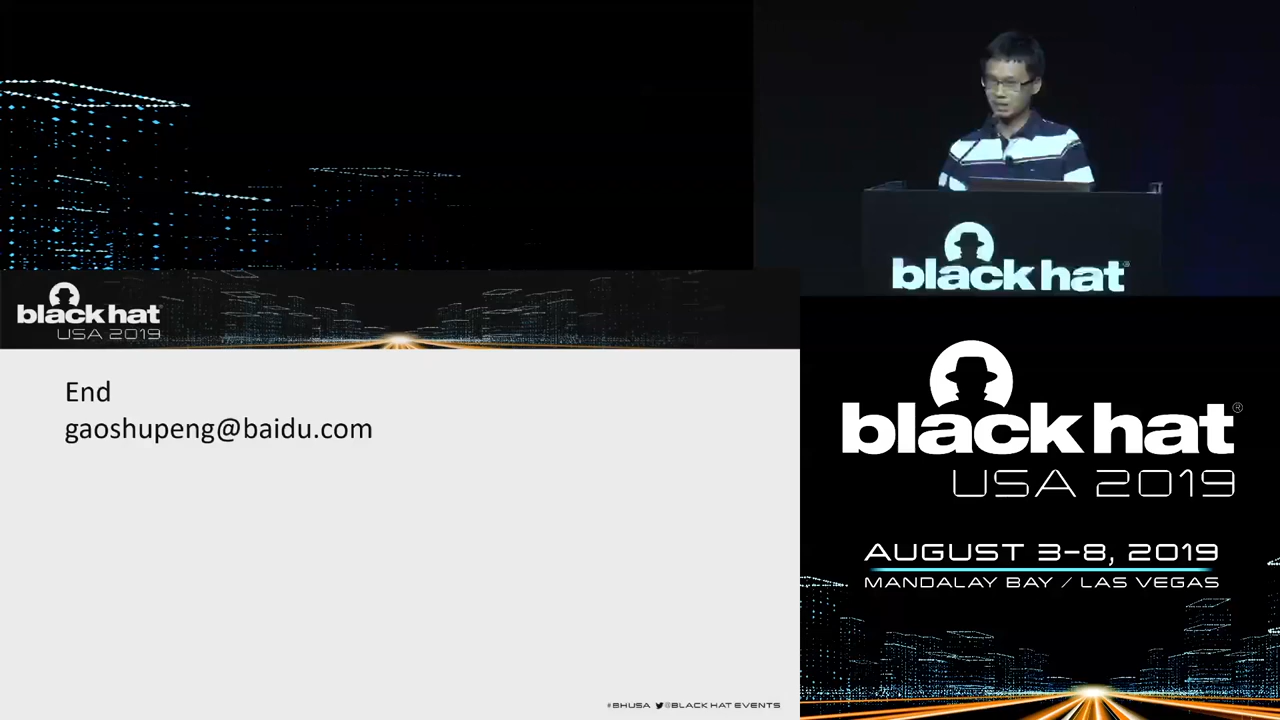 black hat
black hat
USA 2019
End
gaoshupeng@baidu.com
#BHUSA @BLACK HAT EVENTS
black hat®
USA 2019
AUGUST 3-8, 2019
MANDALAY BAY / LAS VEGAS